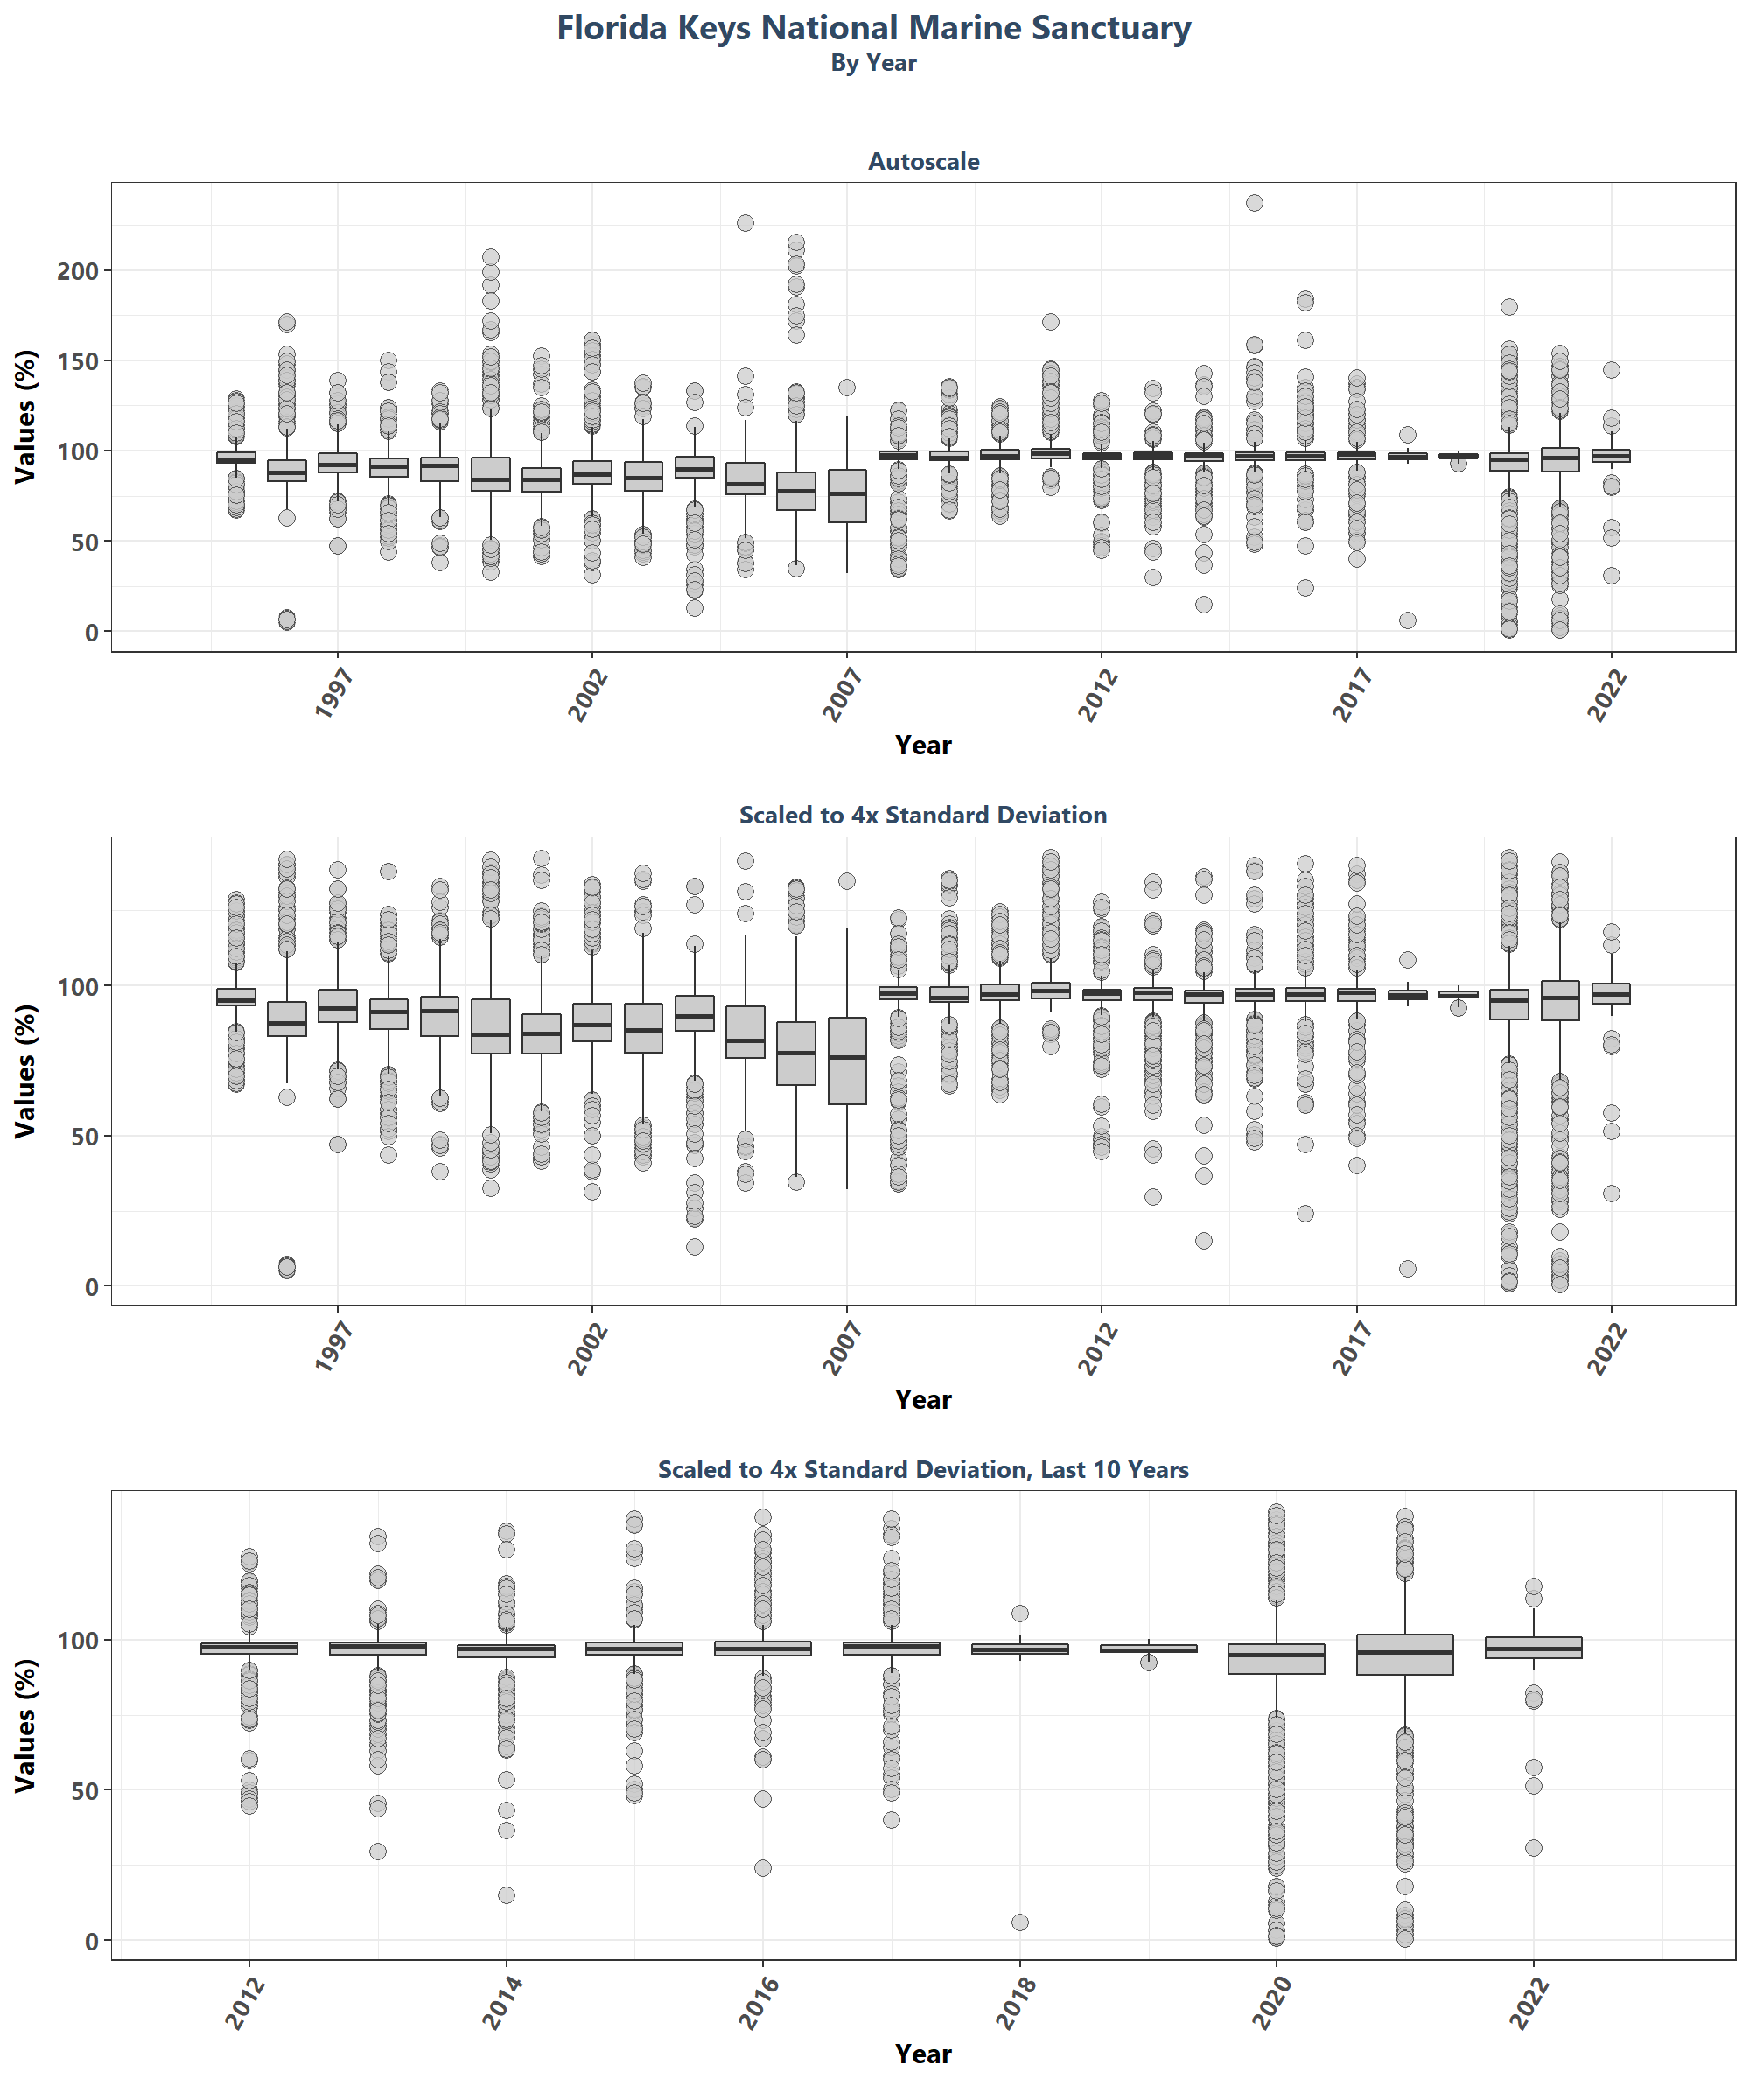 Florida Keys National Marine Sanctuary
By Year
Autoscale
Values (%)
200
150
100
50
0
1997
2002
2007
2012
2017
2022
Year
Scaled to 4x Standard Deviation
Values (%)
100
50
0
1997
2002
2007
2012
2017
2022
Year
Scaled to 4x Standard Deviation, Last 10 Years
Values (%)
100
50
0
2012
2014
2016
2018
2020
2022
Year